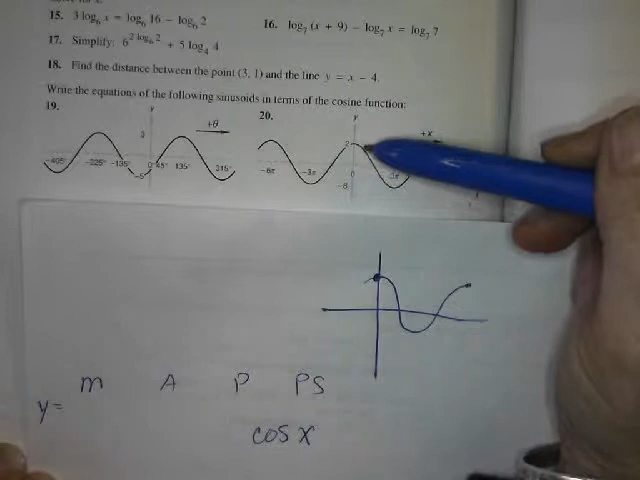 15. 3 log₆ x = log₆ 16 − log₆ 2
16. log₇ (x + 9) − log₇ x = log₇ 7
17. Simplify: 6^(2 log₆ 2) + 5 log₄ 4
18. Find the distance between the point (3, 1) and the line y = x − 4.
Write the equations of the following sinusoids in terms of the cosine function:
19.
20.
y
+θ
3
−405° −225° −135° 0 45° 135° 315°
−5
y
+x
2
−6π −3π 0 3π
−8
M A P PS
y=
cos x